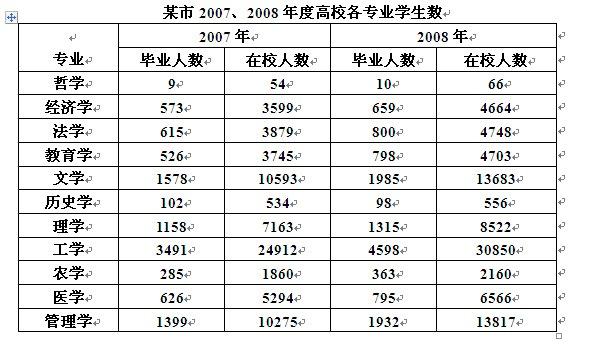 某市 2007、2008 年度高校各专业学生数
专业 2007 年 2008 年
毕业人数 在校人数 毕业人数 在校人数
哲学 9 54 10 66
经济学 573 3599 659 4664
法学 615 3879 800 4748
教育学 526 3745 798 4703
文学 1578 10593 1985 13683
历史学 102 534 98 556
理学 1158 7163 1315 8522
工学 3491 24912 4598 30850
农学 285 1860 363 2160
医学 626 5294 795 6566
管理学 1399 10275 1932 13817